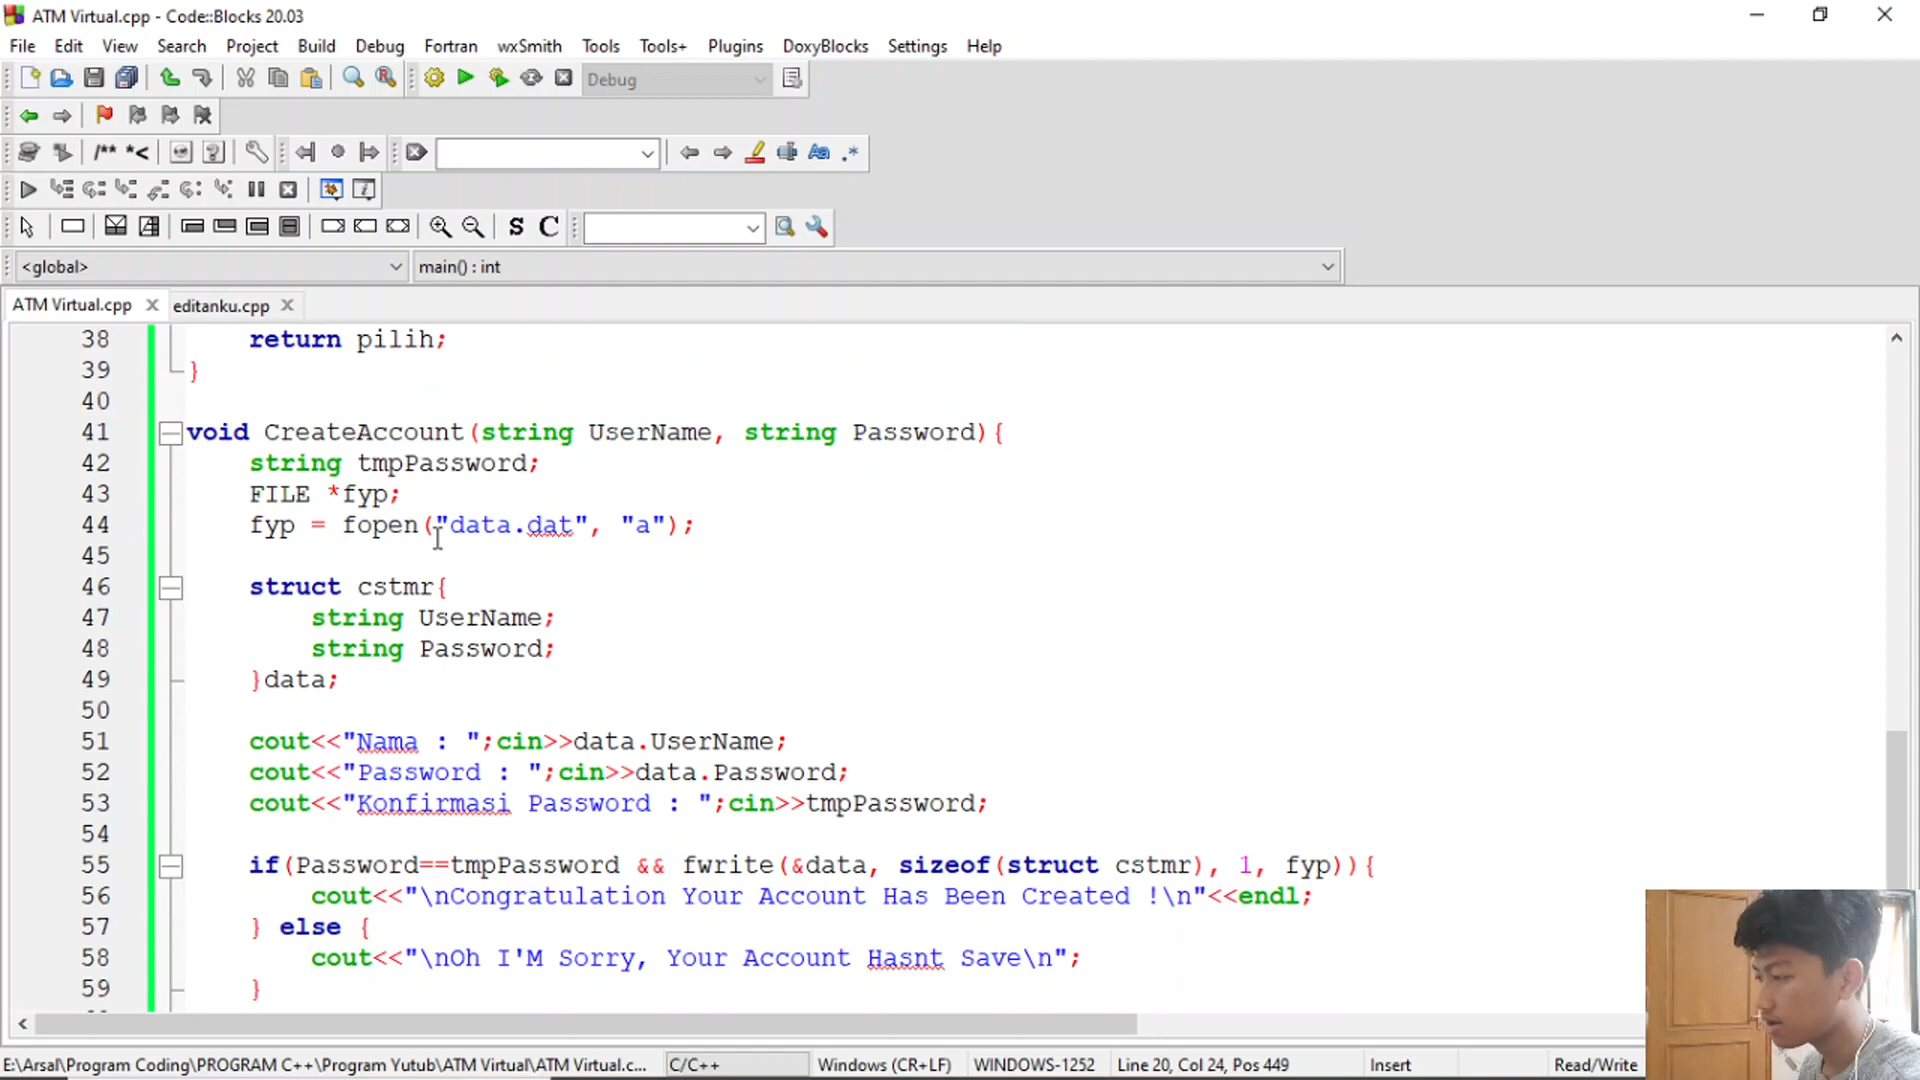 ATM Virtual.cpp - Code::Blocks 20.03
File Edit View Search Project Build Debug Fortran wxSmith Tools Tools+ Plugins DoxyBlocks Settings Help
Debug
/** *<
Aa .*
S C
<global> main() : int
ATM Virtual.cpp editanku.cpp
38 return pilih;
39 }
40
41 void CreateAccount(string UserName, string Password){
42 string tmpPassword;
43 FILE *fyp;
44 fyp = fopen("data.dat", "a");
45
46 struct cstmr{
47 string UserName;
48 string Password;
49 }data;
50
51 cout<<"Nama : ";cin>>data.UserName;
52 cout<<"Password : ";cin>>data.Password;
53 cout<<"Konfirmasi Password : ";cin>>tmpPassword;
54
55 if(Password==tmpPassword && fwrite(&data, sizeof(struct cstmr), 1, fyp)){
56 cout<<"\nCongratulation Your Account Has Been Created !\n"<<endl;
57 } else {
58 cout<<"\nOh I'M Sorry, Your Account Hasnt Save\n";
59 }
E:\Arsal\Program Coding\PROGRAM C++\Program Yutub\ATM Virtual\ATM Virtual.c... C/C++ Windows (CR+LF) WINDOWS-1252 Line 20, Col 24, Pos 449 Insert Read/Write